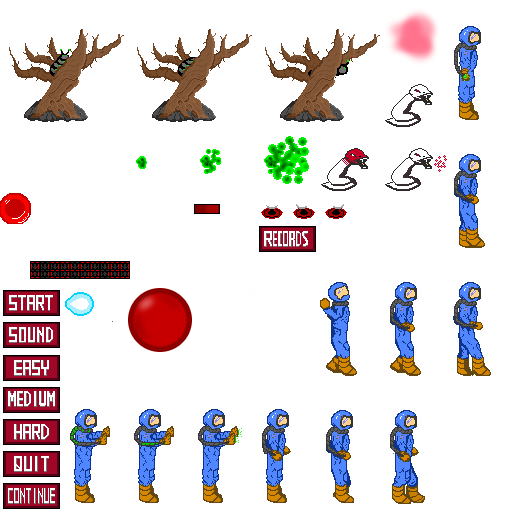 RECORDS
START
SOUND
EASY
MEDIUM
HARD
QUIT
CONTINUE